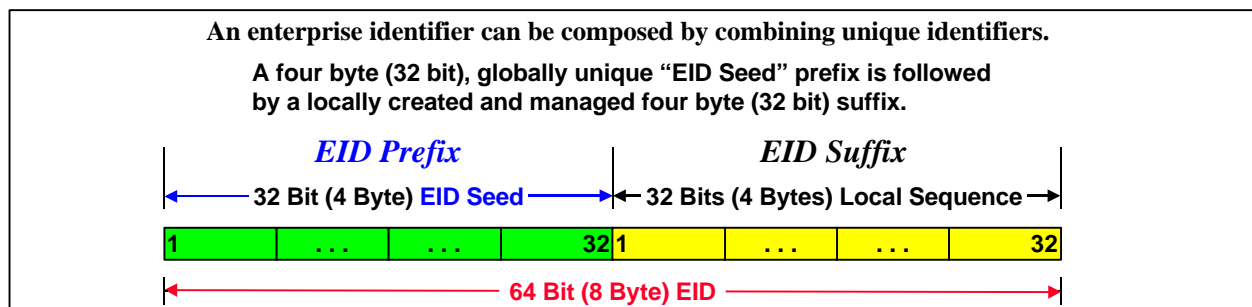 An enterprise identifier can be composed by combining unique identifiers.
A four byte (32 bit), globally unique “EID Seed” prefix is followed
by a locally created and managed four byte (32 bit) suffix.
EID Prefix EID Suffix
32 Bit (4 Byte) EID Seed 32 Bits (4 Bytes) Local Sequence
1 . . . . . . 32 1 . . . . . . 32
64 Bit (8 Byte) EID